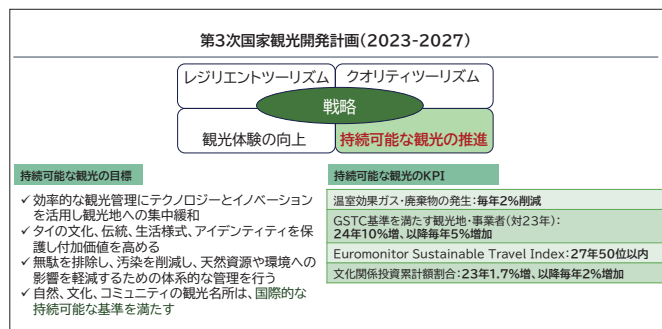 第3次国家観光開発計画(2023-2027)
レジリエントツーリズム
クオリティツーリズム
戦略
観光体験の向上
持続可能な観光の推進
持続可能な観光の目標
✓ 効率的な観光管理にテクノロジーとイノベーション
を活用し観光地への集中緩和
✓ タイの文化、伝統、生活様式、アイデンティティを保
護し付加価値を高める
✓ 無駄を排除し、汚染を削減し、天然資源や環境への
影響を軽減するための体系的な管理を行う
✓ 自然、文化、コミュニティの観光名所は、国際的な
持続可能な基準を満たす
持続可能な観光のKPI
温室効果ガス・廃棄物の発生：毎年2%削減
GSTC基準を満たす観光地・事業者(対23年)：
24年10%増、以降毎年5%増加
Euromonitor Sustainable Travel Index：27年50位以内
文化関係投資累計額割合：23年1.7%増、以降毎年2%増加